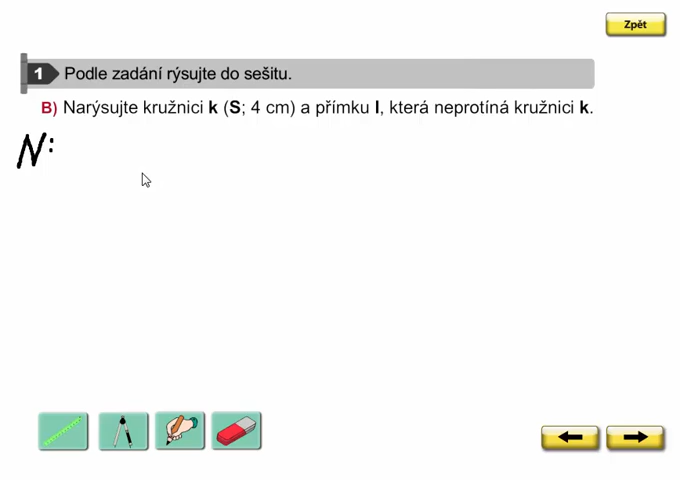 Zpět
1 Podle zadání rýsujte do sešitu.
B) Narýsujte kružnici k (S; 4 cm) a přímku l, která neprotíná kružnici k.
N: